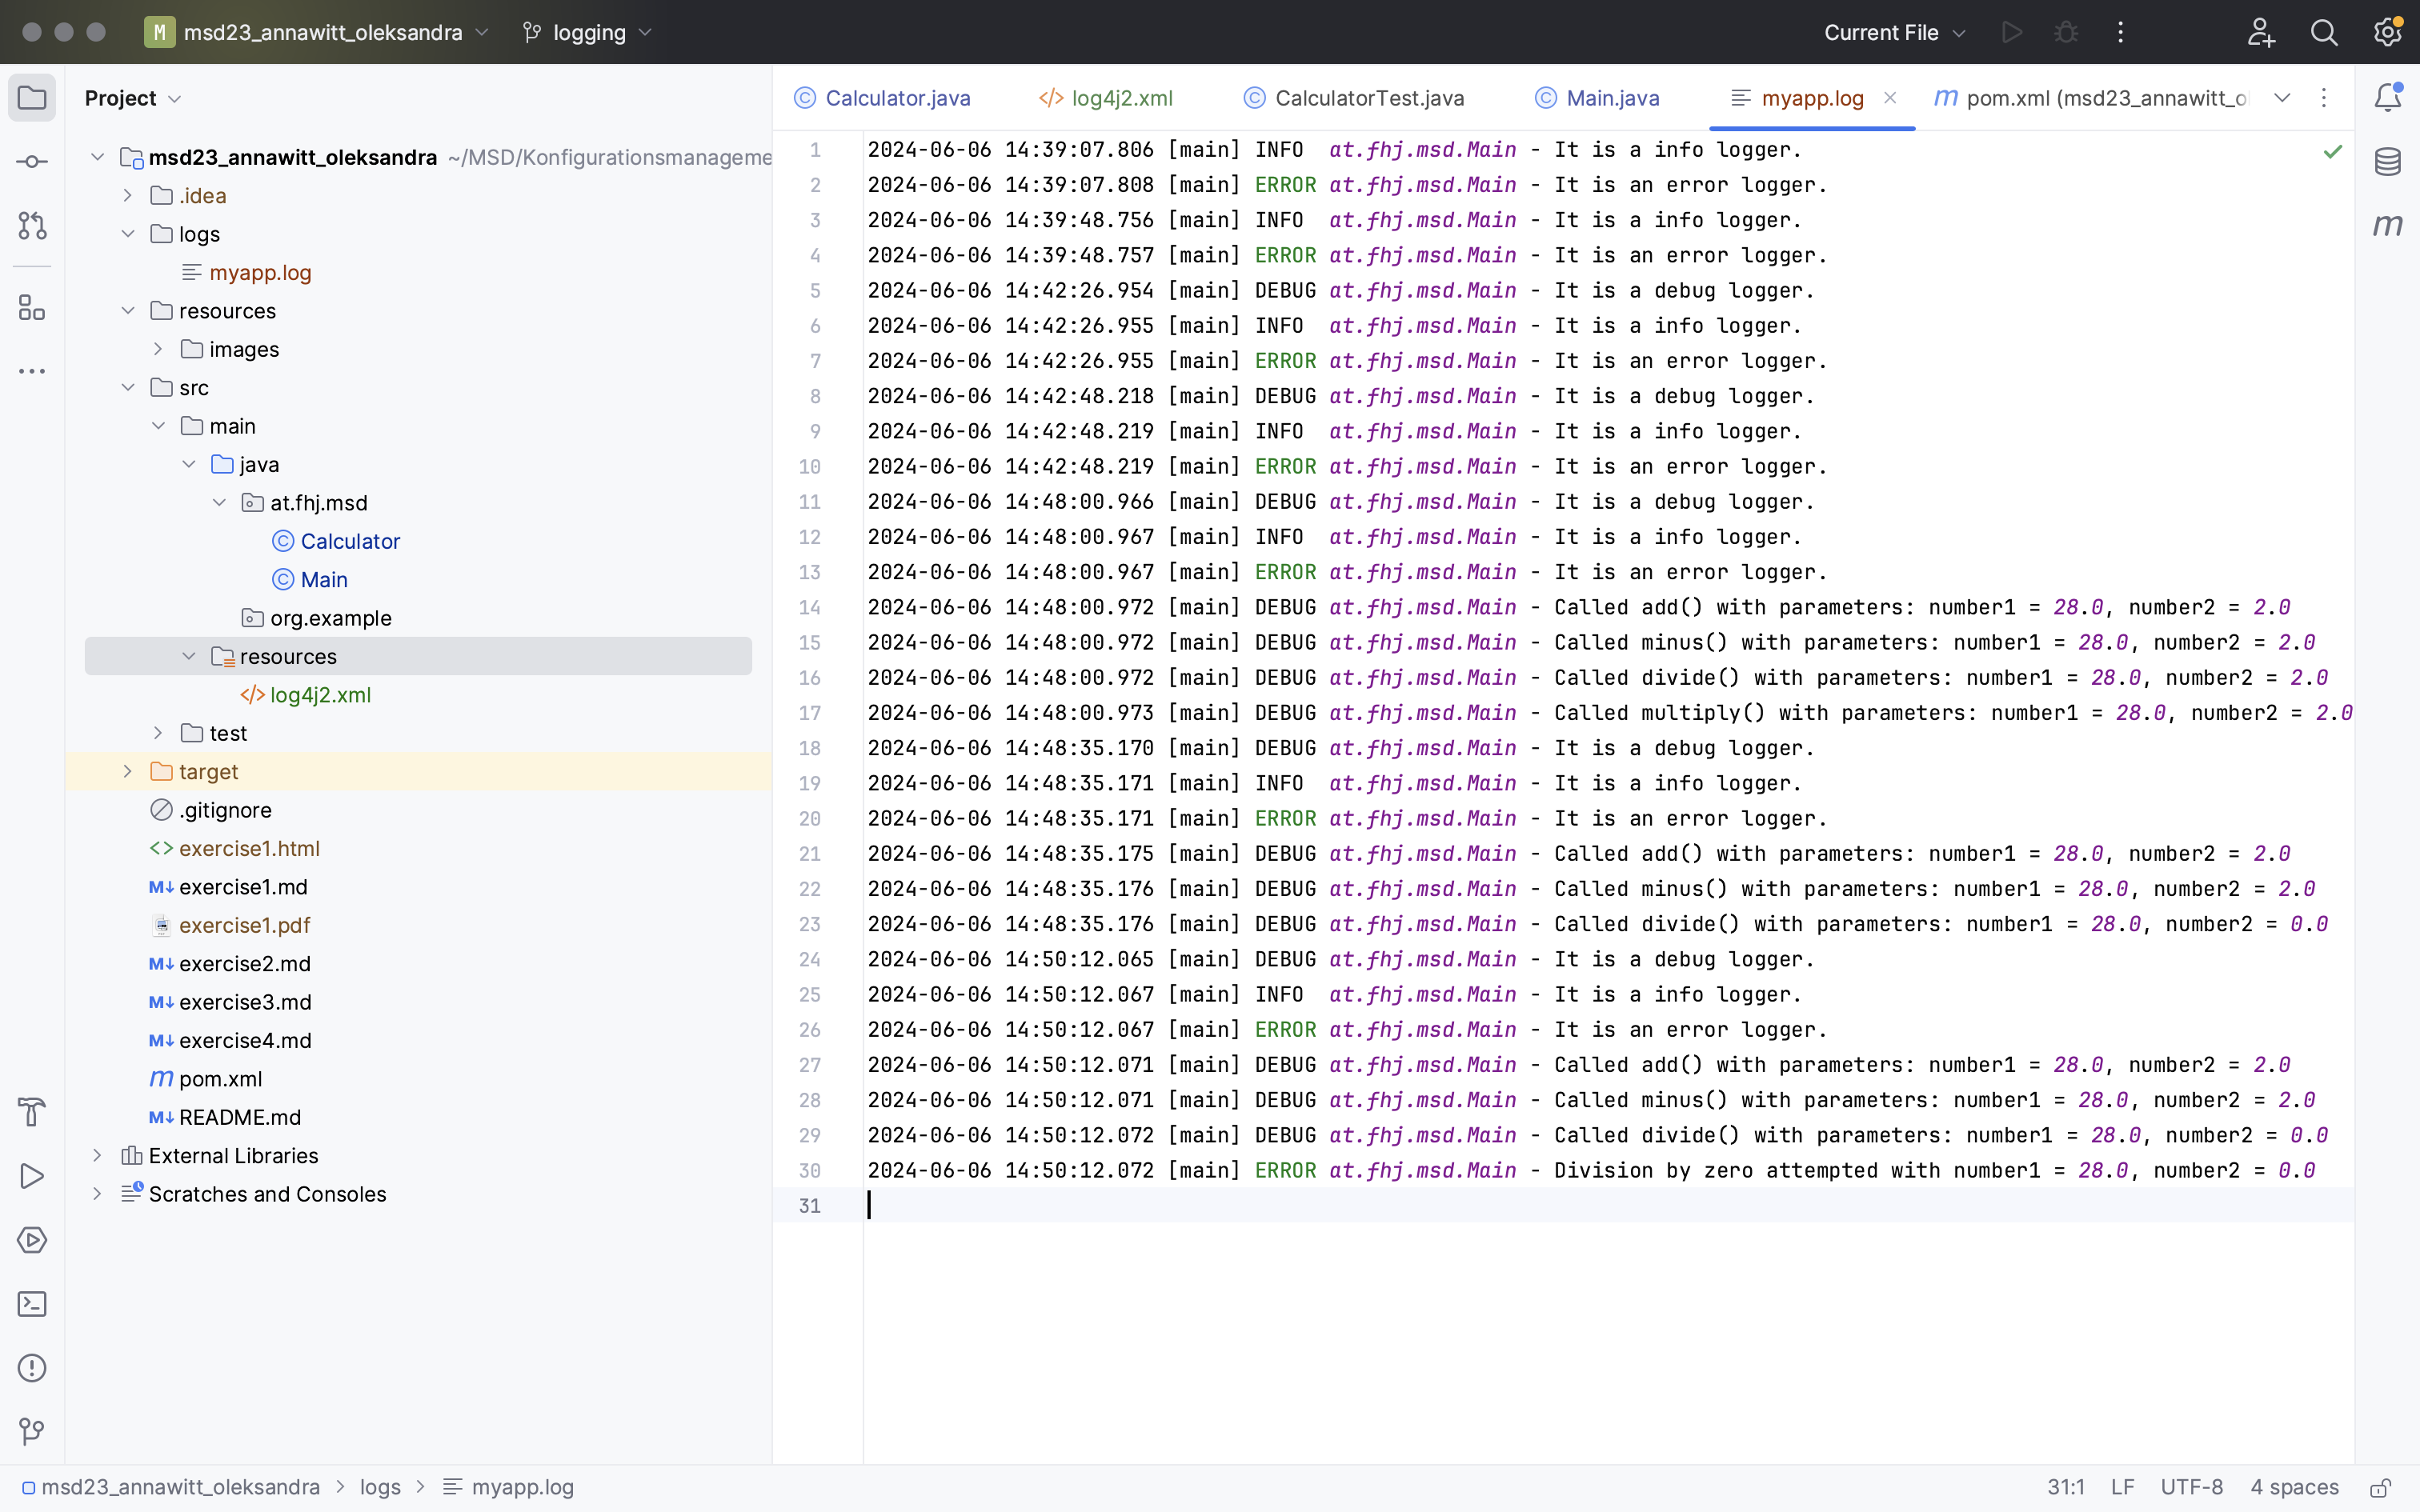 M msd23_annawitt_oleksandra logging Current File
Project
msd23_annawitt_oleksandra ~/MSD/Konfigurationsmanageme
.idea
logs
myapp.log
resources
images
src
main
java
at.fhj.msd
Calculator
Main
org.example
resources
log4j2.xml
test
target
.gitignore
exercise1.html
exercise1.md
exercise1.pdf
exercise2.md
exercise3.md
exercise4.md
pom.xml
README.md
External Libraries
Scratches and Consoles
Calculator.java log4j2.xml CalculatorTest.java Main.java myapp.log pom.xml (msd23_annawitt_o
1 2024-06-06 14:39:07.806 [main] INFO  at.fhj.msd.Main - It is a info logger.
2 2024-06-06 14:39:07.808 [main] ERROR at.fhj.msd.Main - It is an error logger.
3 2024-06-06 14:39:48.756 [main] INFO  at.fhj.msd.Main - It is a info logger.
4 2024-06-06 14:39:48.757 [main] ERROR at.fhj.msd.Main - It is an error logger.
5 2024-06-06 14:42:26.954 [main] DEBUG at.fhj.msd.Main - It is a debug logger.
6 2024-06-06 14:42:26.955 [main] INFO  at.fhj.msd.Main - It is a info logger.
7 2024-06-06 14:42:26.955 [main] ERROR at.fhj.msd.Main - It is an error logger.
8 2024-06-06 14:42:48.218 [main] DEBUG at.fhj.msd.Main - It is a debug logger.
9 2024-06-06 14:42:48.219 [main] INFO  at.fhj.msd.Main - It is a info logger.
10 2024-06-06 14:42:48.219 [main] ERROR at.fhj.msd.Main - It is an error logger.
11 2024-06-06 14:48:00.966 [main] DEBUG at.fhj.msd.Main - It is a debug logger.
12 2024-06-06 14:48:00.967 [main] INFO  at.fhj.msd.Main - It is a info logger.
13 2024-06-06 14:48:00.967 [main] ERROR at.fhj.msd.Main - It is an error logger.
14 2024-06-06 14:48:00.972 [main] DEBUG at.fhj.msd.Main - Called add() with parameters: number1 = 28.0, number2 = 2.0
15 2024-06-06 14:48:00.972 [main] DEBUG at.fhj.msd.Main - Called minus() with parameters: number1 = 28.0, number2 = 2.0
16 2024-06-06 14:48:00.972 [main] DEBUG at.fhj.msd.Main - Called divide() with parameters: number1 = 28.0, number2 = 2.0
17 2024-06-06 14:48:00.973 [main] DEBUG at.fhj.msd.Main - Called multiply() with parameters: number1 = 28.0, number2 = 2.0
18 2024-06-06 14:48:35.170 [main] DEBUG at.fhj.msd.Main - It is a debug logger.
19 2024-06-06 14:48:35.171 [main] INFO  at.fhj.msd.Main - It is a info logger.
20 2024-06-06 14:48:35.171 [main] ERROR at.fhj.msd.Main - It is an error logger.
21 2024-06-06 14:48:35.175 [main] DEBUG at.fhj.msd.Main - Called add() with parameters: number1 = 28.0, number2 = 2.0
22 2024-06-06 14:48:35.176 [main] DEBUG at.fhj.msd.Main - Called minus() with parameters: number1 = 28.0, number2 = 2.0
23 2024-06-06 14:48:35.176 [main] DEBUG at.fhj.msd.Main - Called divide() with parameters: number1 = 28.0, number2 = 0.0
24 2024-06-06 14:50:12.065 [main] DEBUG at.fhj.msd.Main - It is a debug logger.
25 2024-06-06 14:50:12.067 [main] INFO  at.fhj.msd.Main - It is a info logger.
26 2024-06-06 14:50:12.067 [main] ERROR at.fhj.msd.Main - It is an error logger.
27 2024-06-06 14:50:12.071 [main] DEBUG at.fhj.msd.Main - Called add() with parameters: number1 = 28.0, number2 = 2.0
28 2024-06-06 14:50:12.071 [main] DEBUG at.fhj.msd.Main - Called minus() with parameters: number1 = 28.0, number2 = 2.0
29 2024-06-06 14:50:12.072 [main] DEBUG at.fhj.msd.Main - Called divide() with parameters: number1 = 28.0, number2 = 0.0
30 2024-06-06 14:50:12.072 [main] ERROR at.fhj.msd.Main - Division by zero attempted with number1 = 28.0, number2 = 0.0
31
msd23_annawitt_oleksandra > logs > myapp.log 31:1 LF UTF-8 4 spaces